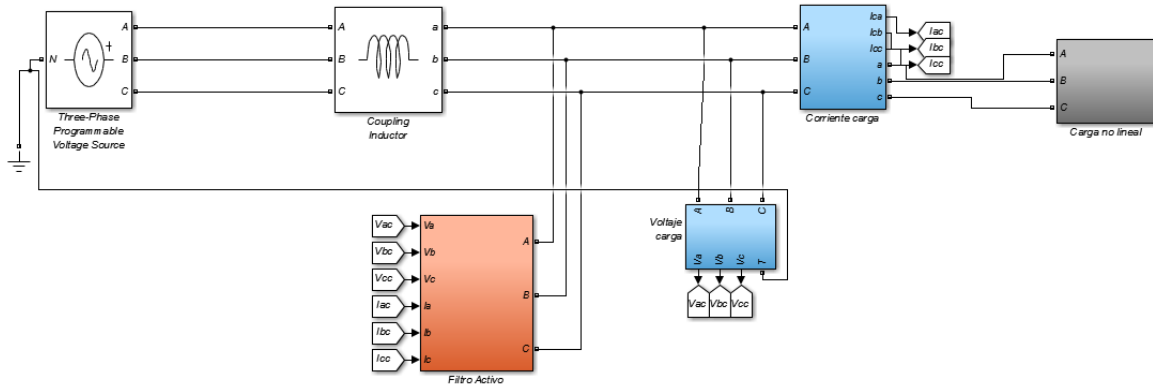 N
A
B
C
+
Three-Phase
Programmable
Voltage Source
A
B
C
a
b
c
Coupling
Inductor
A
B
C
Ica
Icb
Icc
a
b
c
Corriente carga
Iac
Ibc
Icc
A
B
C
Carga no lineal
Vac
Vbc
Vcc
Iac
Ibc
Icc
Va
Vb
Vc
Ia
Ib
Ic
A
B
C
Filtro Activo
Voltaje
carga
A
B
C
Va
Vb
Vc
T
Vac
Vbc
Vcc